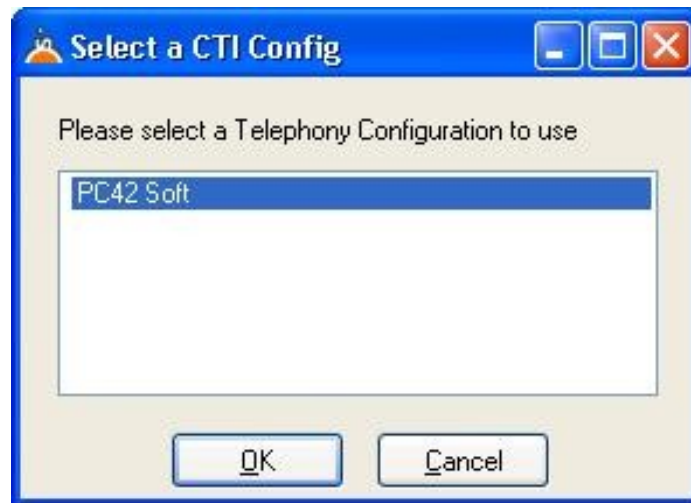 Select a CTI Config
Please select a Telephony Configuration to use
PC42 Soft
OK
Cancel